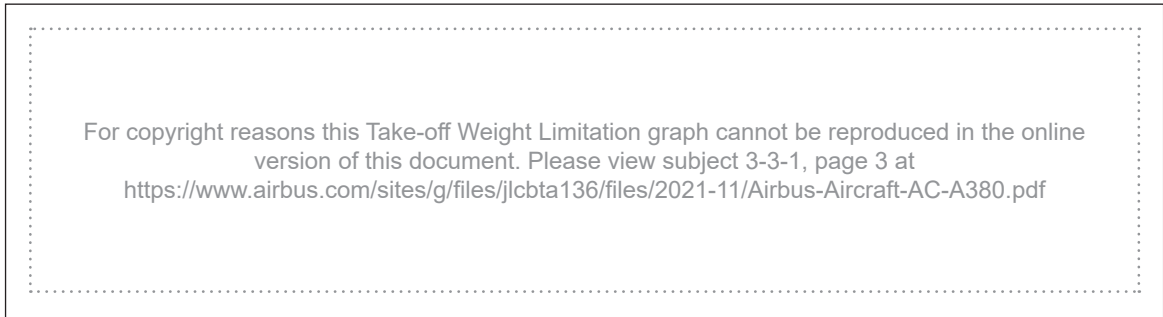 For copyright reasons this Take-off Weight Limitation graph cannot be reproduced in the online
version of this document. Please view subject 3-3-1, page 3 at
https://www.airbus.com/sites/g/files/jlcbta136/files/2021-11/Airbus-Aircraft-AC-A380.pdf